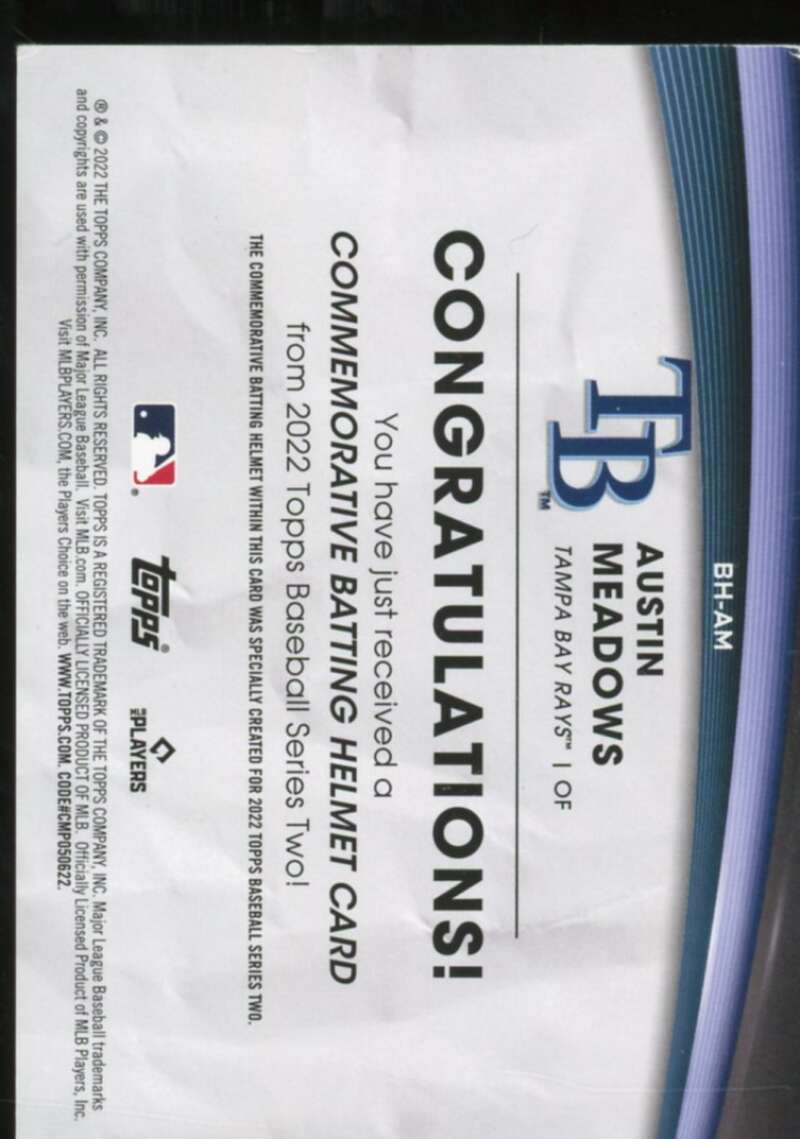 BH-AM
TB™
AUSTIN
MEADOWS
TAMPA BAY RAYS™ | OF
CONGRATULATIONS!
You have just received a
COMMEMORATIVE BATTING HELMET CARD
from 2022 Topps Baseball Series Two!
THE COMMEMORATIVE BATTING HELMET WITHIN THIS CARD WAS SPECIALLY CREATED FOR 2022 TOPPS BASEBALL SERIES TWO.
topps®
MLB PLAYERS
® & © 2022 THE TOPPS COMPANY, INC. ALL RIGHTS RESERVED. TOPPS IS A REGISTERED TRADEMARK OF THE TOPPS COMPANY, INC. Major League Baseball trademarks
and copyrights are used with permission of Major League Baseball. Visit MLB.com. OFFICIALLY LICENSED PRODUCT OF MLB. Officially Licensed Product of MLB Players, Inc.
Visit MLBPLAYERS.COM, the Players Choice on the web. WWW.TOPPS.COM. CODE#CMP050622.